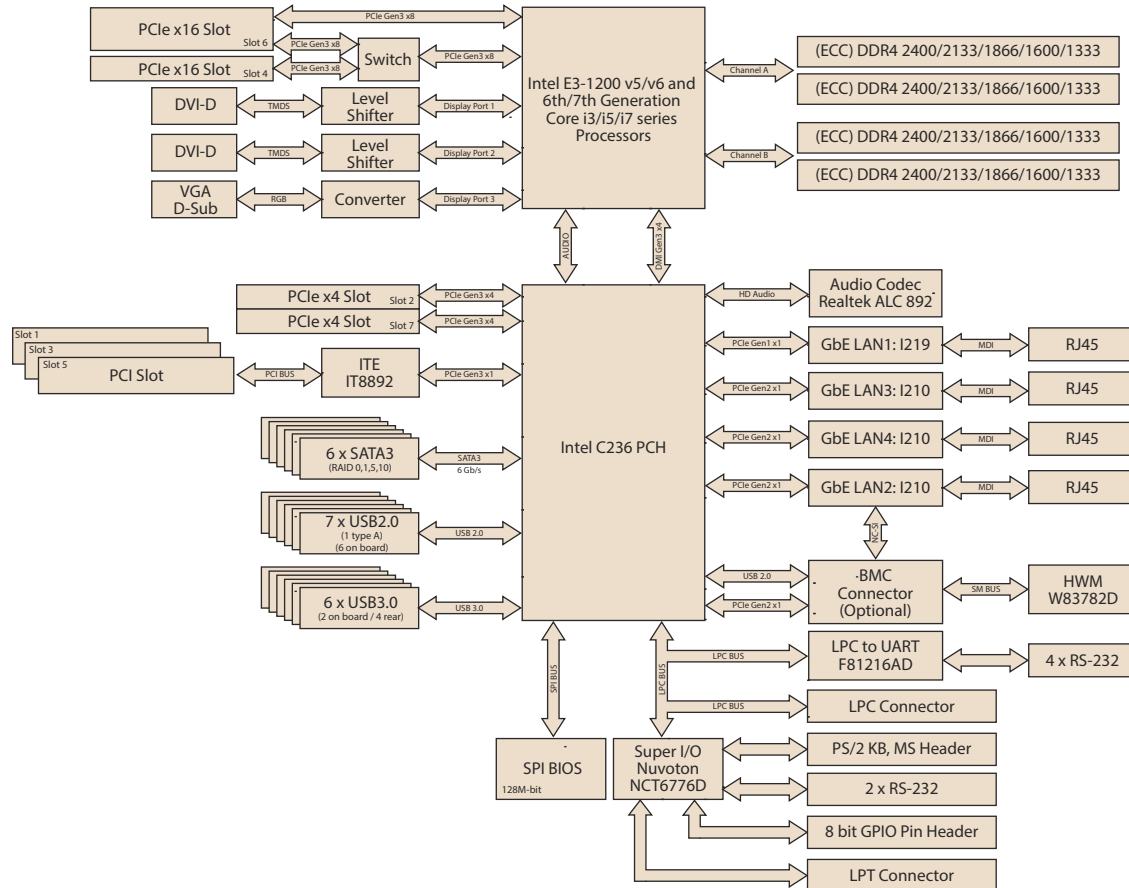 PCIe x16 Slot
Slot 6
PCIe Gen3 x8
PCIe Gen3 x8
PCIe x16 Slot
Slot 4
PCIe Gen3 x8
Switch
PCIe Gen3 x8
DVI-D
TMDS
Level
Shifter
Display Port 1
DVI-D
TMDS
Level
Shifter
Display Port 2
VGA
D-Sub
RGB
Converter
Display Port 3
Intel E3-1200 v5/v6 and
6th/7th Generation
Core i3/i5/i7 series
Processors
Channel A
(ECC) DDR4 2400/2133/1866/1600/1333
(ECC) DDR4 2400/2133/1866/1600/1333
Channel B
(ECC) DDR4 2400/2133/1866/1600/1333
(ECC) DDR4 2400/2133/1866/1600/1333
AUDIO
DMI Gen3 x4
PCIe x4 Slot
Slot 2
PCIe Gen3 x4
PCIe x4 Slot
Slot 7
PCIe Gen3 x4
Slot 1
Slot 3
Slot 5
PCI Slot
PCI BUS
ITE
IT8892
PCIe Gen3 x1
6 x SATA3
(RAID 0,1,5,10)
SATA3
6 Gb/s
7 x USB2.0
(1 type A)
(6 on board)
USB 2.0
6 x USB3.0
(2 on board / 4 rear)
USB 3.0
Intel C236 PCH
HD Audio
Audio Codec
Realtek ALC 892
PCIe Gen1 x1
GbE LAN1: I219
MDI
RJ45
PCIe Gen2 x1
GbE LAN3: I210
MDI
RJ45
PCIe Gen2 x1
GbE LAN4: I210
MDI
RJ45
PCIe Gen2 x1
GbE LAN2: I210
MDI
RJ45
NC-SI
USB 2.0
PCIe Gen2 x1
BMC
Connector
(Optional)
SM BUS
HWM
W83782D
LPC BUS
LPC to UART
F81216AD
4 x RS-232
LPC BUS
LPC Connector
SPI BUS
LPC BUS
SPI BIOS
128M-bit
Super I/O
Nuvoton
NCT6776D
PS/2 KB, MS Header
2 x RS-232
8 bit GPIO Pin Header
LPT Connector